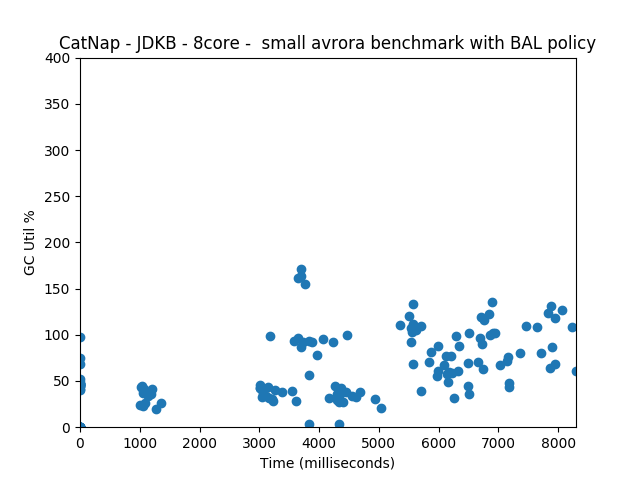 CatNap - JDKB - 8core -  small avrora benchmark with BAL policy
400
350
300
250
200
150
100
50
0
GC Util %
0 1000 2000 3000 4000 5000 6000 7000 8000
Time (milliseconds)